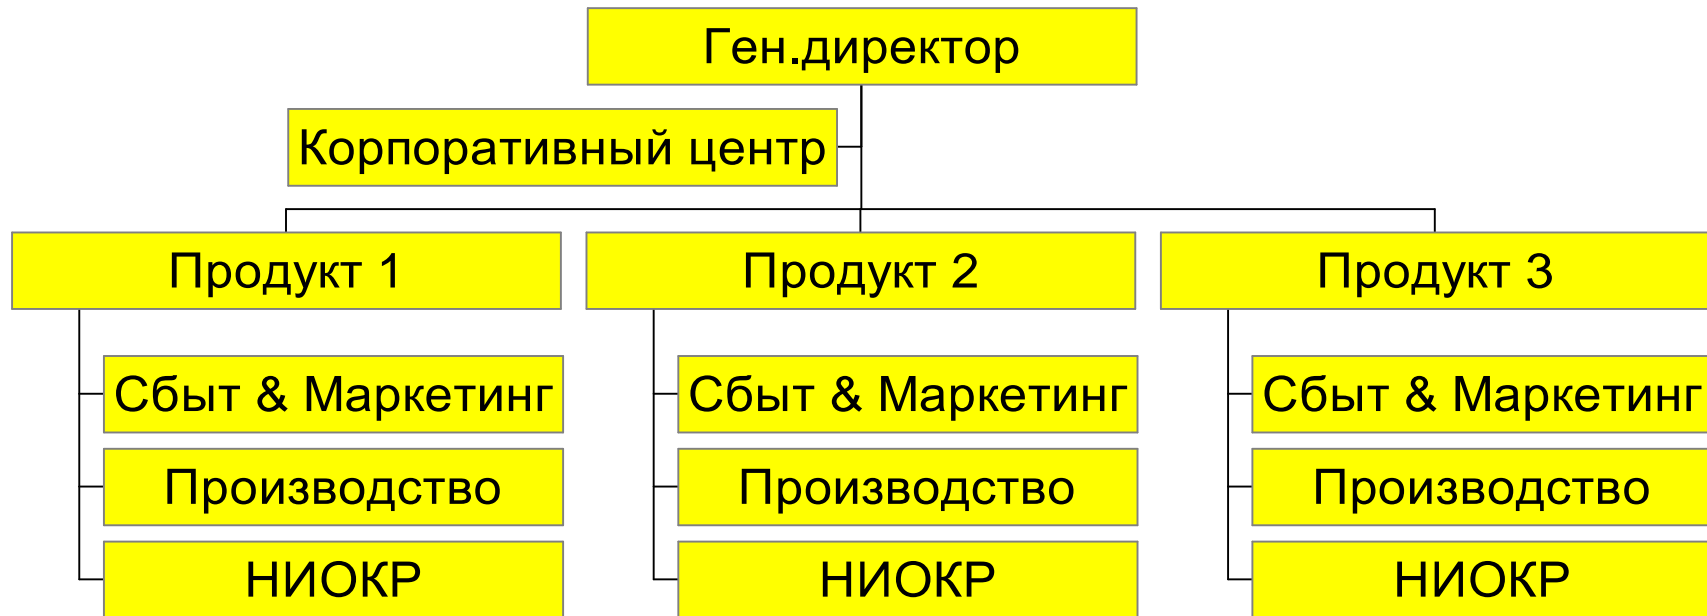 Ген.директор
Корпоративный центр
Продукт 1
Продукт 2
Продукт 3
Сбыт & Маркетинг
Сбыт & Маркетинг
Сбыт & Маркетинг
Производство
Производство
Производство
НИОКР
НИОКР
НИОКР